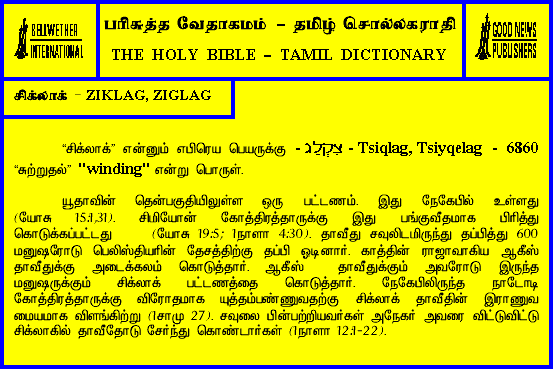 BELLWETHER
INTERNATIONAL
பரிசுத்த வேதாகமம் – தமிழ் சொல்லகராதி
THE HOLY BIBLE – TAMIL DICTIONARY
GOOD NEWS
PUBLISHERS
சிக்லாக் – ZIKLAG, ZIGLAG
“சிக்லாக்” என்னும் எபிரெய பெயருக்கு - צִקְלַג - Tsiqlag, Tsiyqelag - 6860
“சுற்றுதல்” "winding" என்று பொருள்.
யூதாவின் தென்பகுதியிலுள்ள ஒரு பட்டணம். இது நேகேபில் உள்ளது
(யோசு 15:1,31). சிமியோன் கோத்திரத்தாருக்கு இது பங்குவீதமாக பிரித்து
கொடுக்கப்பட்டது (யோசு 19:5; 1நாளா 4:30). தாவீது சவுலிடமிருந்து தப்பித்து 600
மனுஷரோடு பெலிஸ்தியரின் தேசத்திற்கு தப்பி ஓடினார். காத்தின் ராஜாவாகிய ஆகீஸ்
தாவீதுக்கு அடைக்கலம் கொடுத்தார். ஆகீஸ் தாவீதுக்கும் அவரோடு இருந்த
மனுஷருக்கும் சிக்லாக் பட்டணத்தை கொடுத்தார். நேகேபிலிருந்த நாடோடி
கோத்திரத்தாருக்கு விரோதமாக யுத்தம்பண்ணுவதற்கு சிக்லாக் தாவீதின் இராணுவ
மையமாக விளங்கிற்று (1சாமு 27). சவுலை பின்பற்றியவர்கள் அநேகர் அவரை விட்டுவிட்டு
சிக்லாகில் தாவீதோடு சேர்ந்து கொண்டார்கள் (1நாளா 12:1-22).